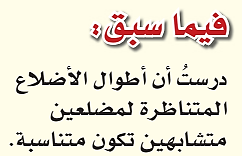 فيما سبق:
درستُ أن أطوال الأضلاع
المتناظرة لمضلعين
متشابهين تكون متناسبة.